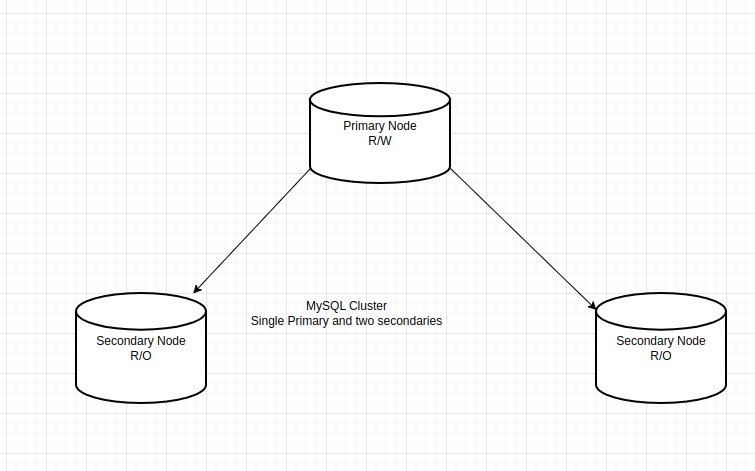 Primary Node
R/W
MySQL Cluster
Single Primary and two secondaries
Secondary Node
R/O
Secondary Node
R/O